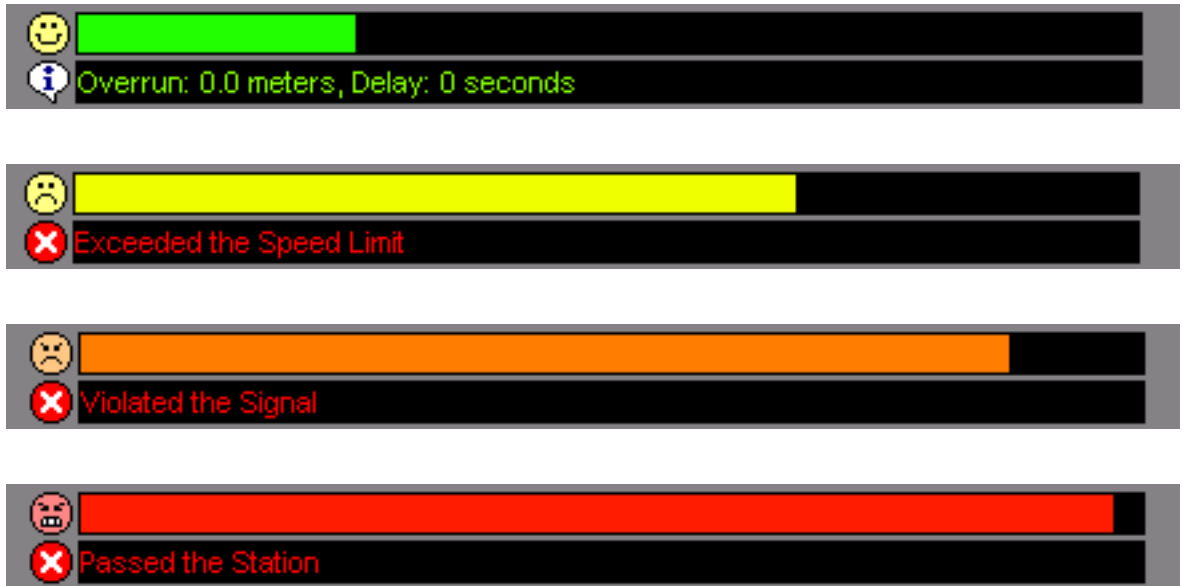 Overrun: 0.0 meters, Delay: 0 seconds
Exceeded the Speed Limit
Violated the Signal
Passed the Station